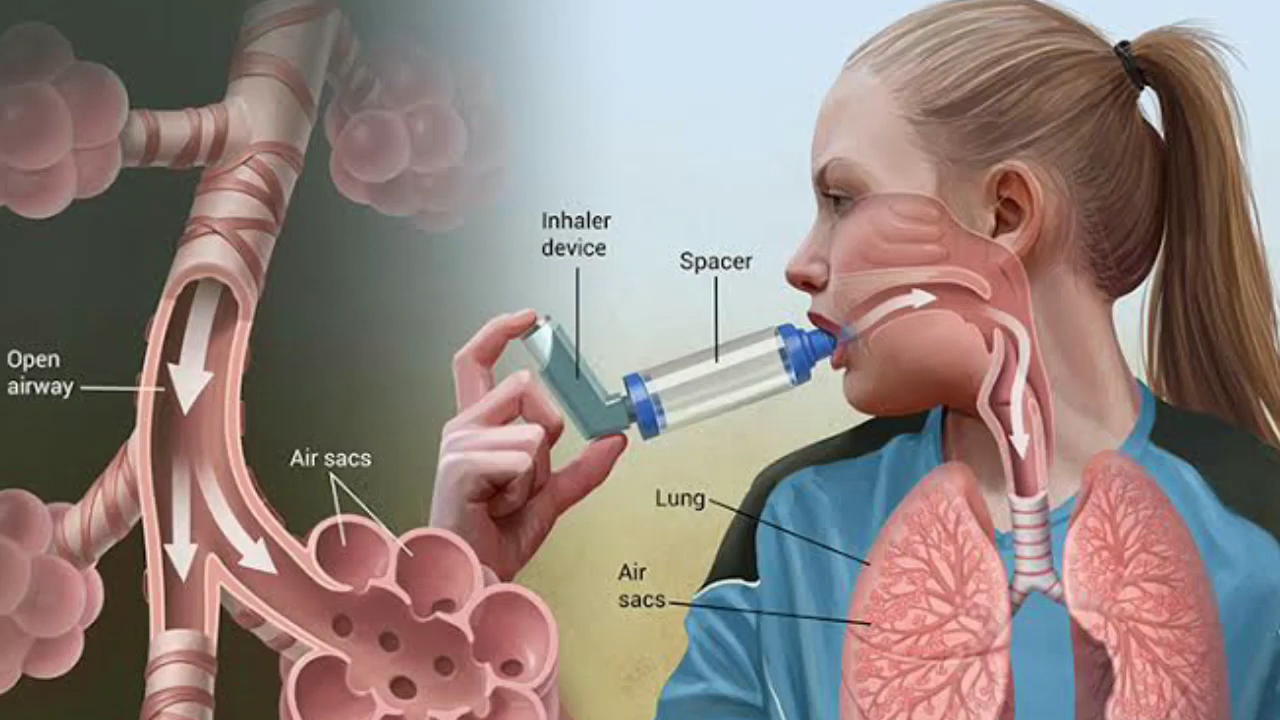 Inhaler
device
Spacer
Open
airway
Air sacs
Lung
Air
sacs